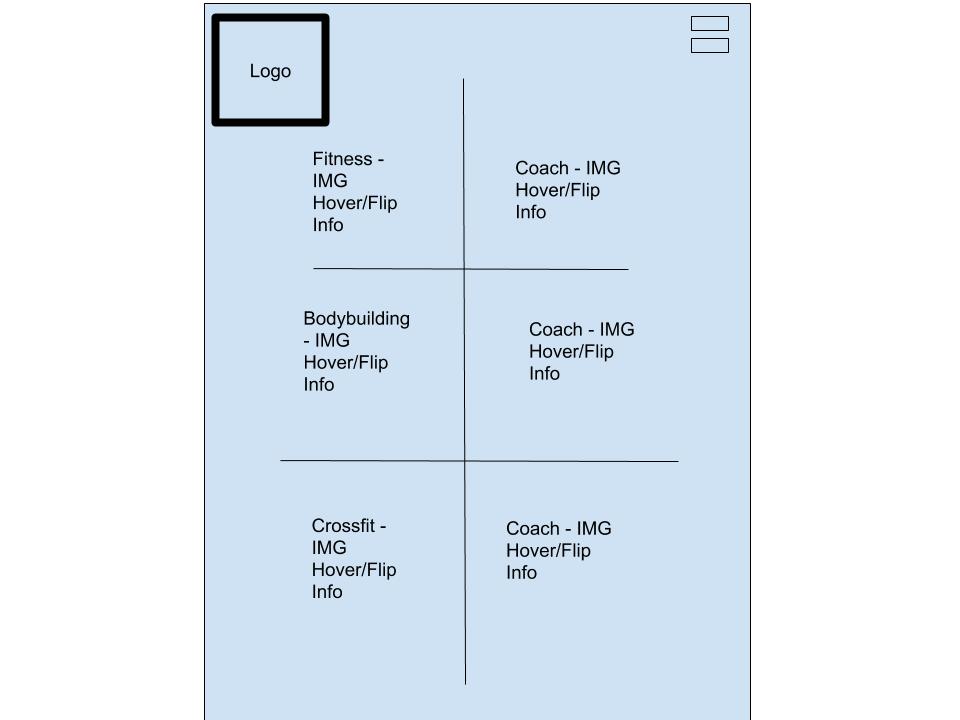 Logo
Fitness -
IMG
Hover/Flip
Info
Coach - IMG
Hover/Flip
Info
Bodybuilding
- IMG
Hover/Flip
Info
Coach - IMG
Hover/Flip
Info
Crossfit -
IMG
Hover/Flip
Info
Coach - IMG
Hover/Flip
Info